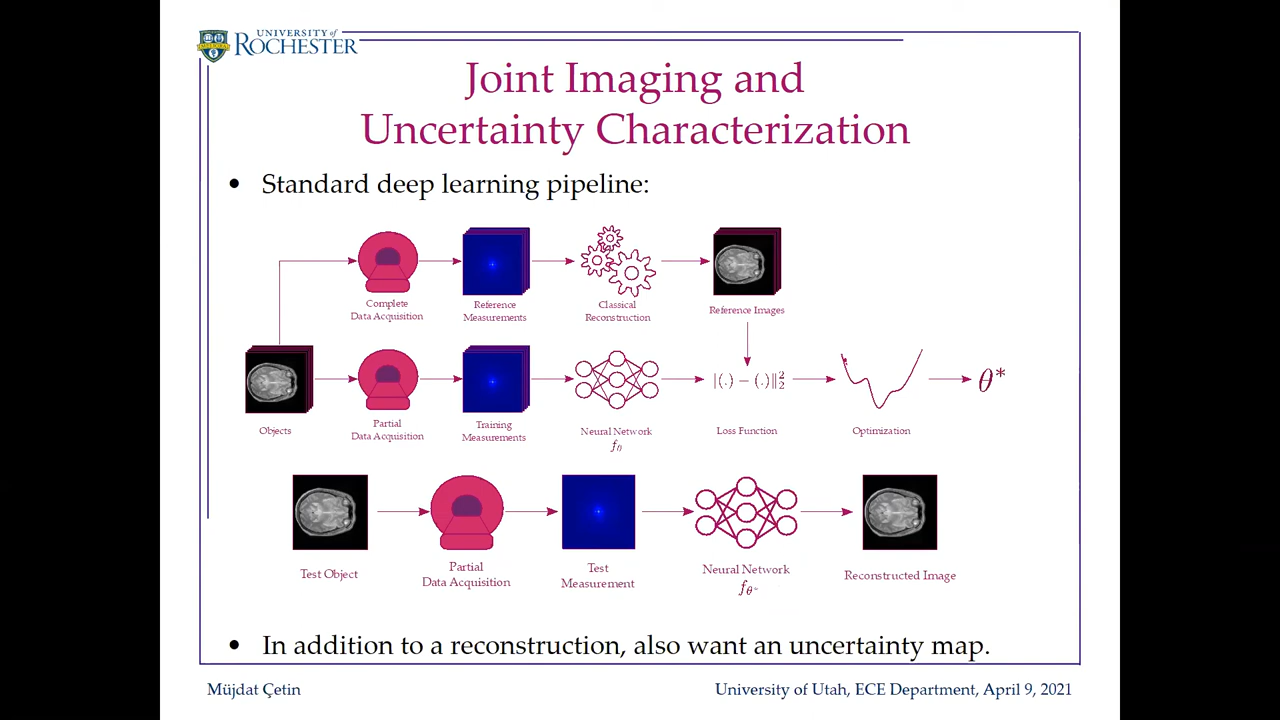 UNIVERSITY of
ROCHESTER
Joint Imaging and
Uncertainty Characterization
• Standard deep learning pipeline:
Complete
Data Acquisition
Reference
Measurements
Classical
Reconstruction
Reference Images
Objects
Partial
Data Acquisition
Training
Measurements
Neural Network
f_θ
||(.) − (.)||₂²
Loss Function
Optimization
θ*
Test Object
Partial
Data Acquisition
Test
Measurement
Neural Network
f_θ*
Reconstructed Image
• In addition to a reconstruction, also want an uncertainty map.
Müjdat Çetin
University of Utah, ECE Department, April 9, 2021